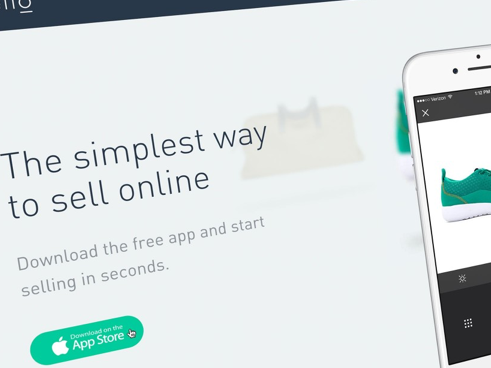 The simplest way
to sell online
Download the free app and start
selling in seconds.
Download on the
App Store
Verizon
1:12 PM